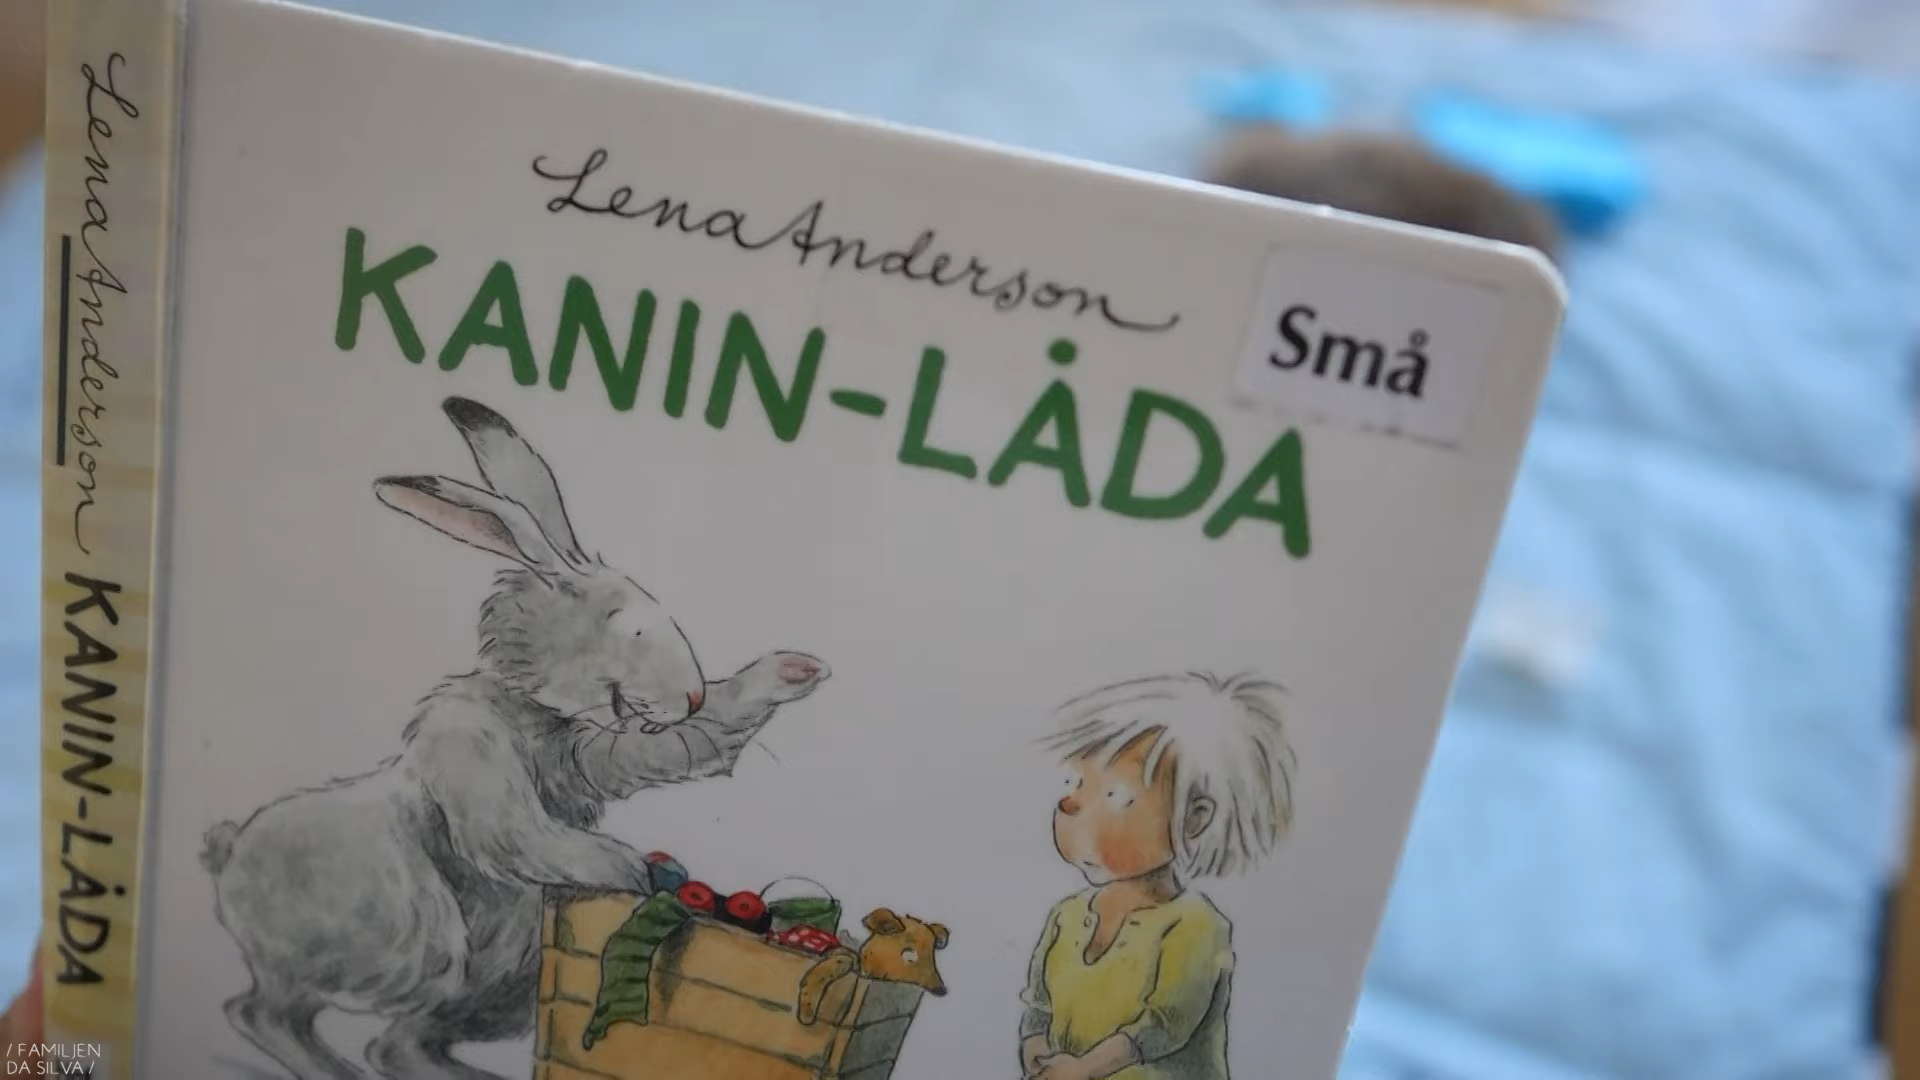 Lena Anderson
KANIN-LÅDA
Små
Lena Anderson KANIN-LÅDA
/ FAMILJEN
DA SILVA /